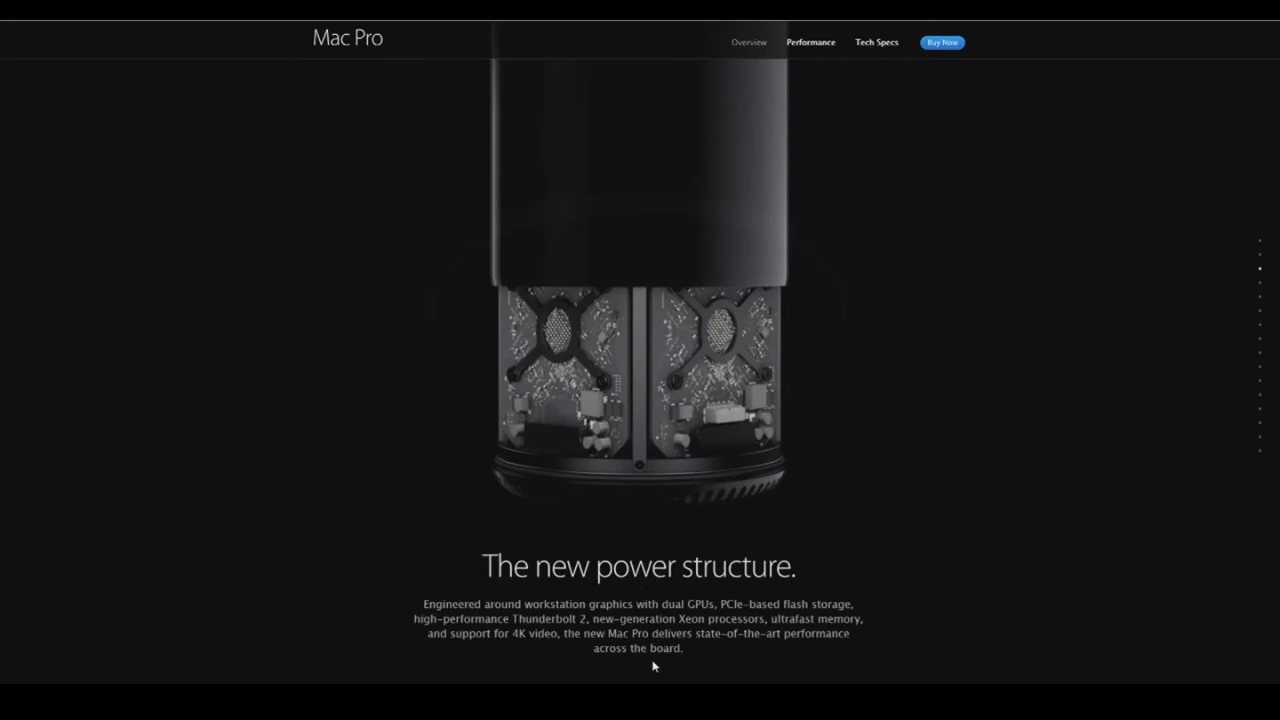 Mac Pro
Overview Performance Tech Specs Buy Now
The new power structure.
Engineered around workstation graphics with dual GPUs, PCIe-based flash storage,
high-performance Thunderbolt 2, new-generation Xeon processors, ultrafast memory,
and support for 4K video, the new Mac Pro delivers state-of-the-art performance
across the board.